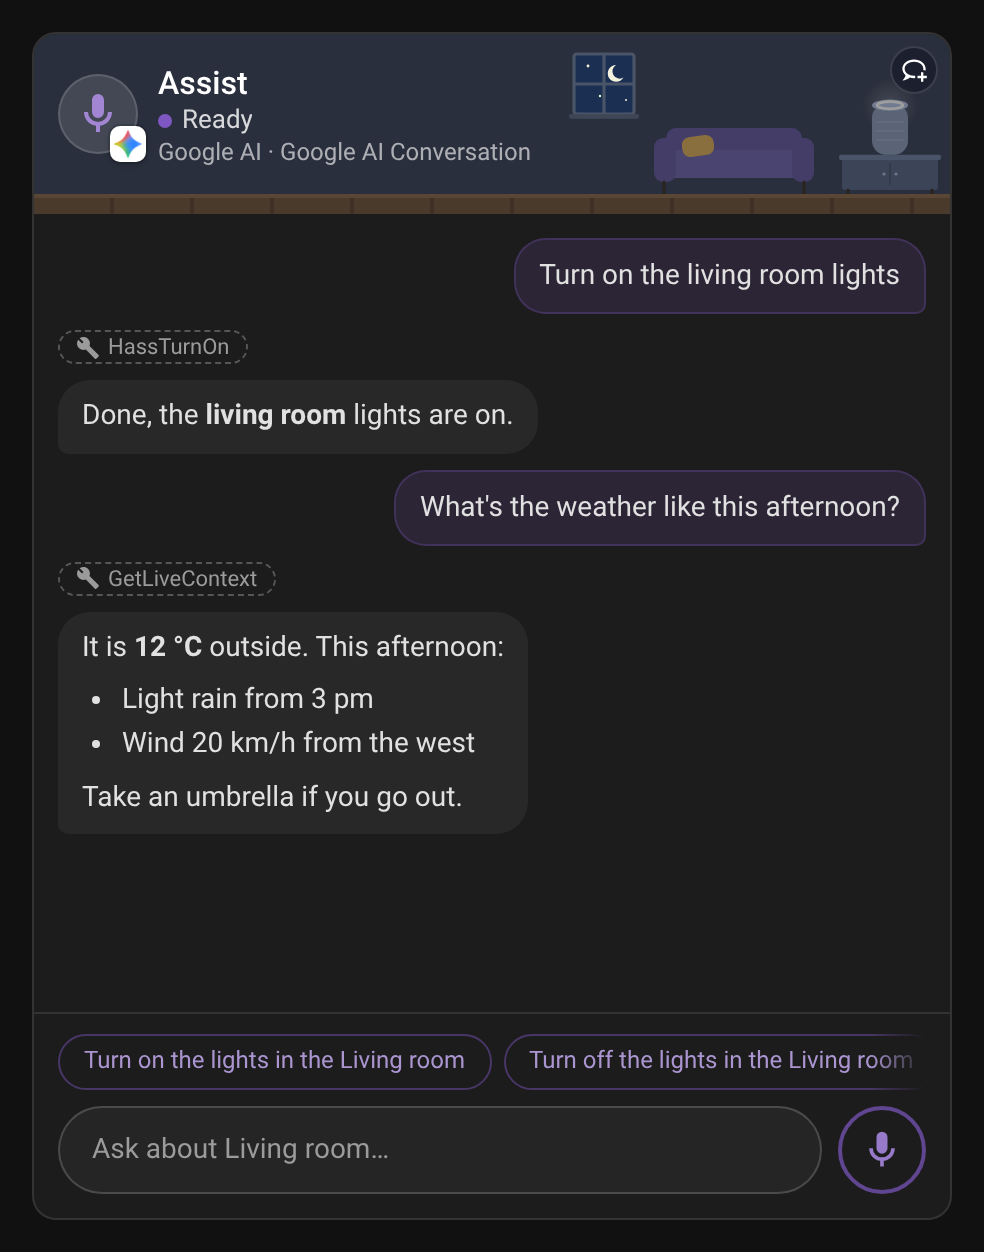 Assist
Ready
Google AI · Google AI Conversation
Turn on the living room lights
HassTurnOn
Done, the living room lights are on.
What's the weather like this afternoon?
GetLiveContext
It is 12 °C outside. This afternoon:
• Light rain from 3 pm
• Wind 20 km/h from the west
Take an umbrella if you go out.
Turn on the lights in the Living room
Turn off the lights in the Living room
Ask about Living room…